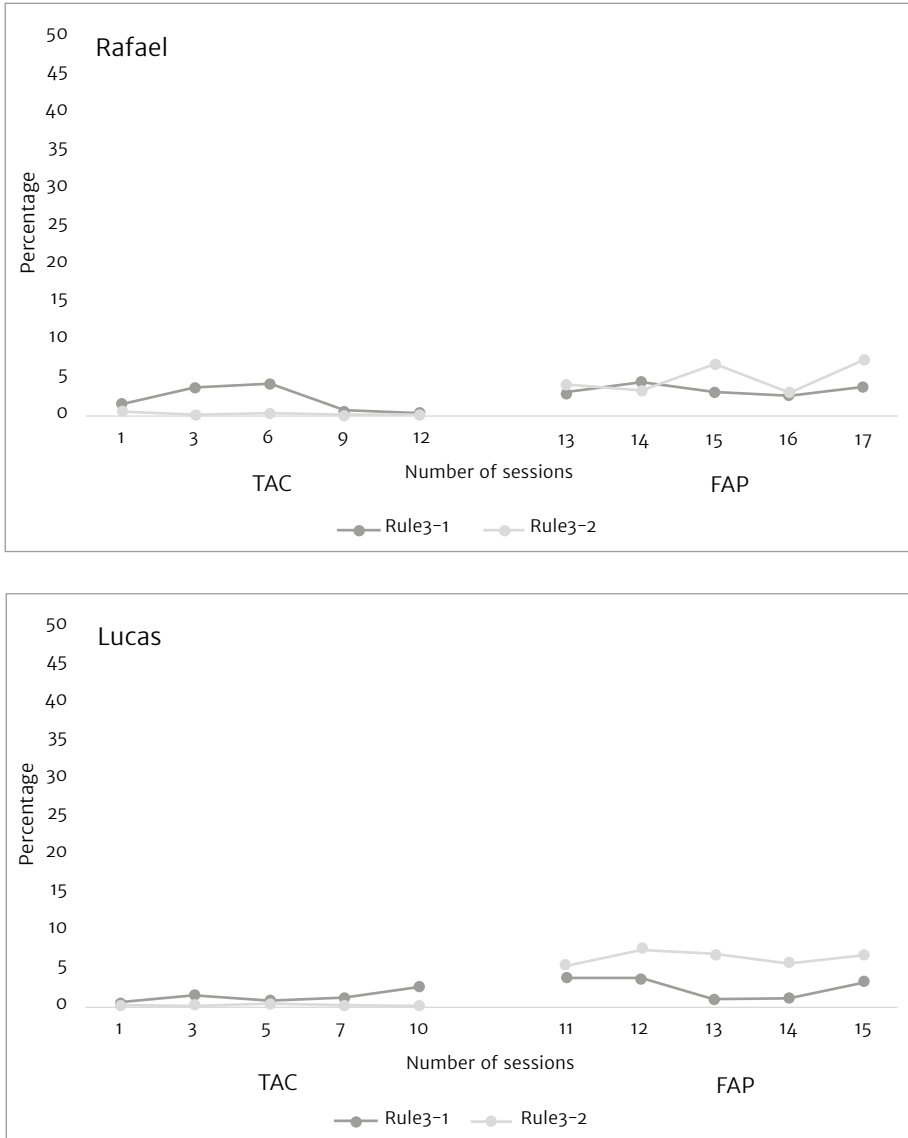 Rafael
Percentage
50
45
40
35
30
25
20
15
10
5
0
1 3 6 9 12 13 14 15 16 17
Number of sessions
TAC FAP
Rule3-1 Rule3-2
Lucas
Percentage
50
45
40
35
30
25
20
15
10
5
0
1 3 5 7 10 11 12 13 14 15
Number of sessions
TAC FAP
Rule3-1 Rule3-2